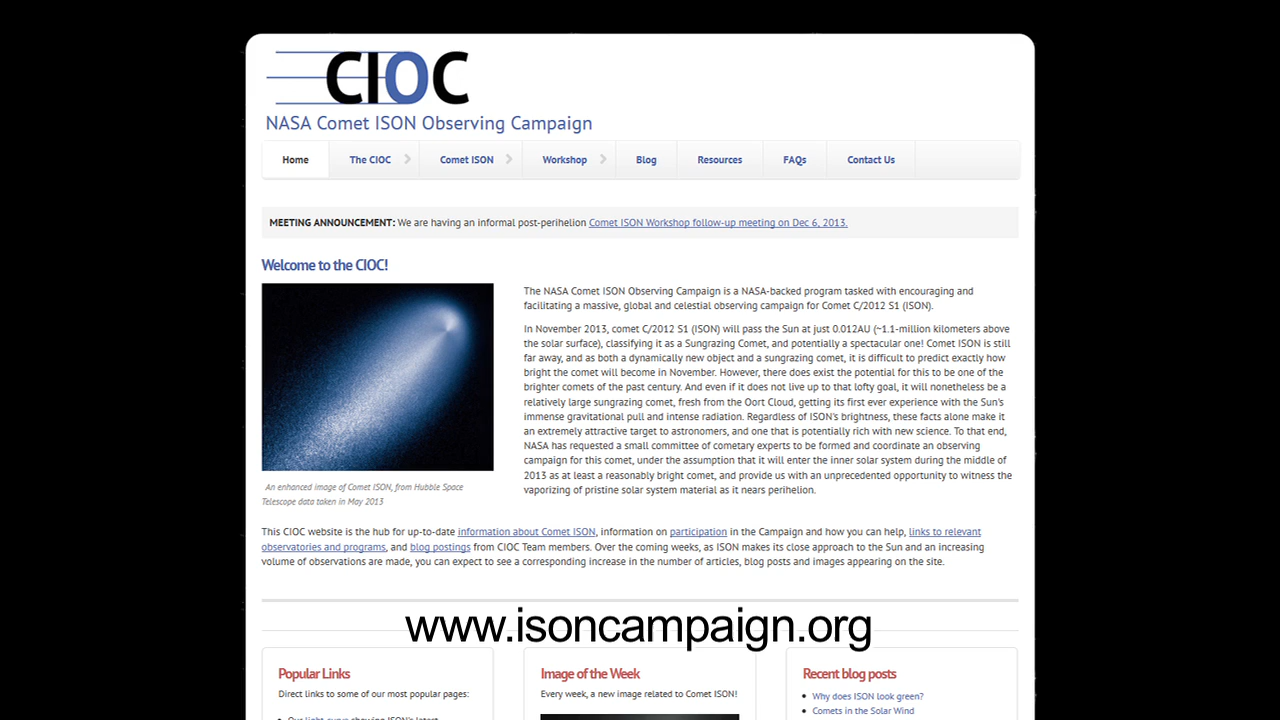 CIOC
NASA Comet ISON Observing Campaign
Home The CIOC Comet ISON Workshop Blog Resources FAQs Contact Us
MEETING ANNOUNCEMENT: We are having an informal post-perihelion Comet ISON Workshop follow-up meeting on Dec 6, 2013.
Welcome to the CIOC!
The NASA Comet ISON Observing Campaign is a NASA-backed program tasked with encouraging and
facilitating a massive, global and celestial observing campaign for Comet C/2012 S1 (ISON).
In November 2013, comet C/2012 S1 (ISON) will pass the Sun at just 0.012AU (~1.1-million kilometers above
the solar surface), classifying it as a Sungrazing Comet, and potentially a spectacular one! Comet ISON is still
far away, and as both a dynamically new object and a sungrazing comet, it is difficult to predict exactly how
bright the comet will become in November. However, there does exist the potential for this to be one of the
brighter comets of the past century. And even if it does not live up to that lofty goal, it will nonetheless be a
relatively large sungrazing comet, fresh from the Oort Cloud, getting its first ever experience with the Sun's
immense gravitational pull and intense radiation. Regardless of ISON's brightness, these facts alone make it
an extremely attractive target to astronomers, and one that is potentially rich with new science. To that end,
NASA has requested a small committee of cometary experts to be formed and coordinate an observing
campaign for this comet, under the assumption that it will enter the inner solar system during the middle of
2013 as at least a reasonably bright comet, and provide us with an unprecedented opportunity to witness the
vaporizing of pristine solar system material as it nears perihelion.
An enhanced image of Comet ISON, from Hubble Space
Telescope data taken in May 2013
This CIOC website is the hub for up-to-date information about Comet ISON, information on participation in the Campaign and how you can help, links to relevant
observatories and programs, and blog postings from CIOC Team members. Over the coming weeks, as ISON makes its close approach to the Sun and an increasing
volume of observations are made, you can expect to see a corresponding increase in the number of articles, blog posts and images appearing on the site.
www.isoncampaign.org
Popular Links
Direct links to some of our most popular pages:
Our light curve showing ISON's latest
Image of the Week
Every week, a new image related to Comet ISON!
Recent blog posts
Why does ISON look green?
Comets in the Solar Wind